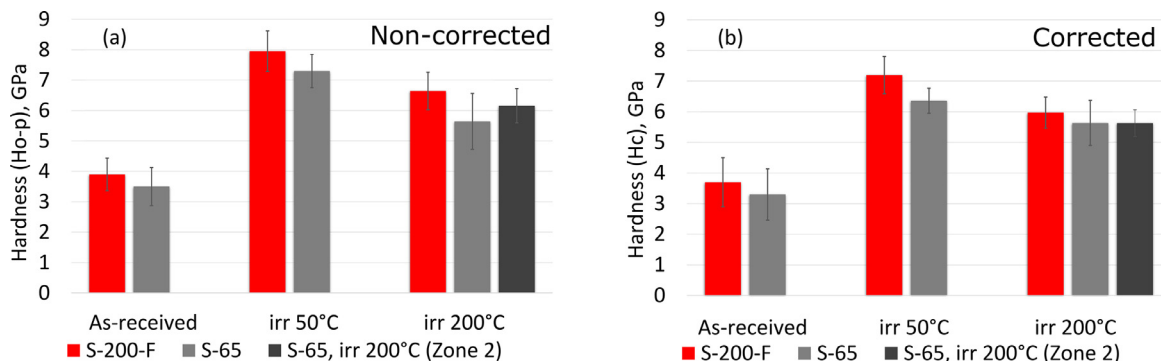 (a)
Non-corrected
Hardness (Ho-p), GPa
9
8
7
6
5
4
3
2
1
0
As-received irr 50°C irr 200°C
S-200-F S-65 S-65, irr 200°C (Zone 2)
(b)
Corrected
Hardness (Hc), GPa
9
8
7
6
5
4
3
2
1
0
As-received irr 50°C irr 200°C
S-200-F S-65 S-65, irr 200°C (Zone 2)